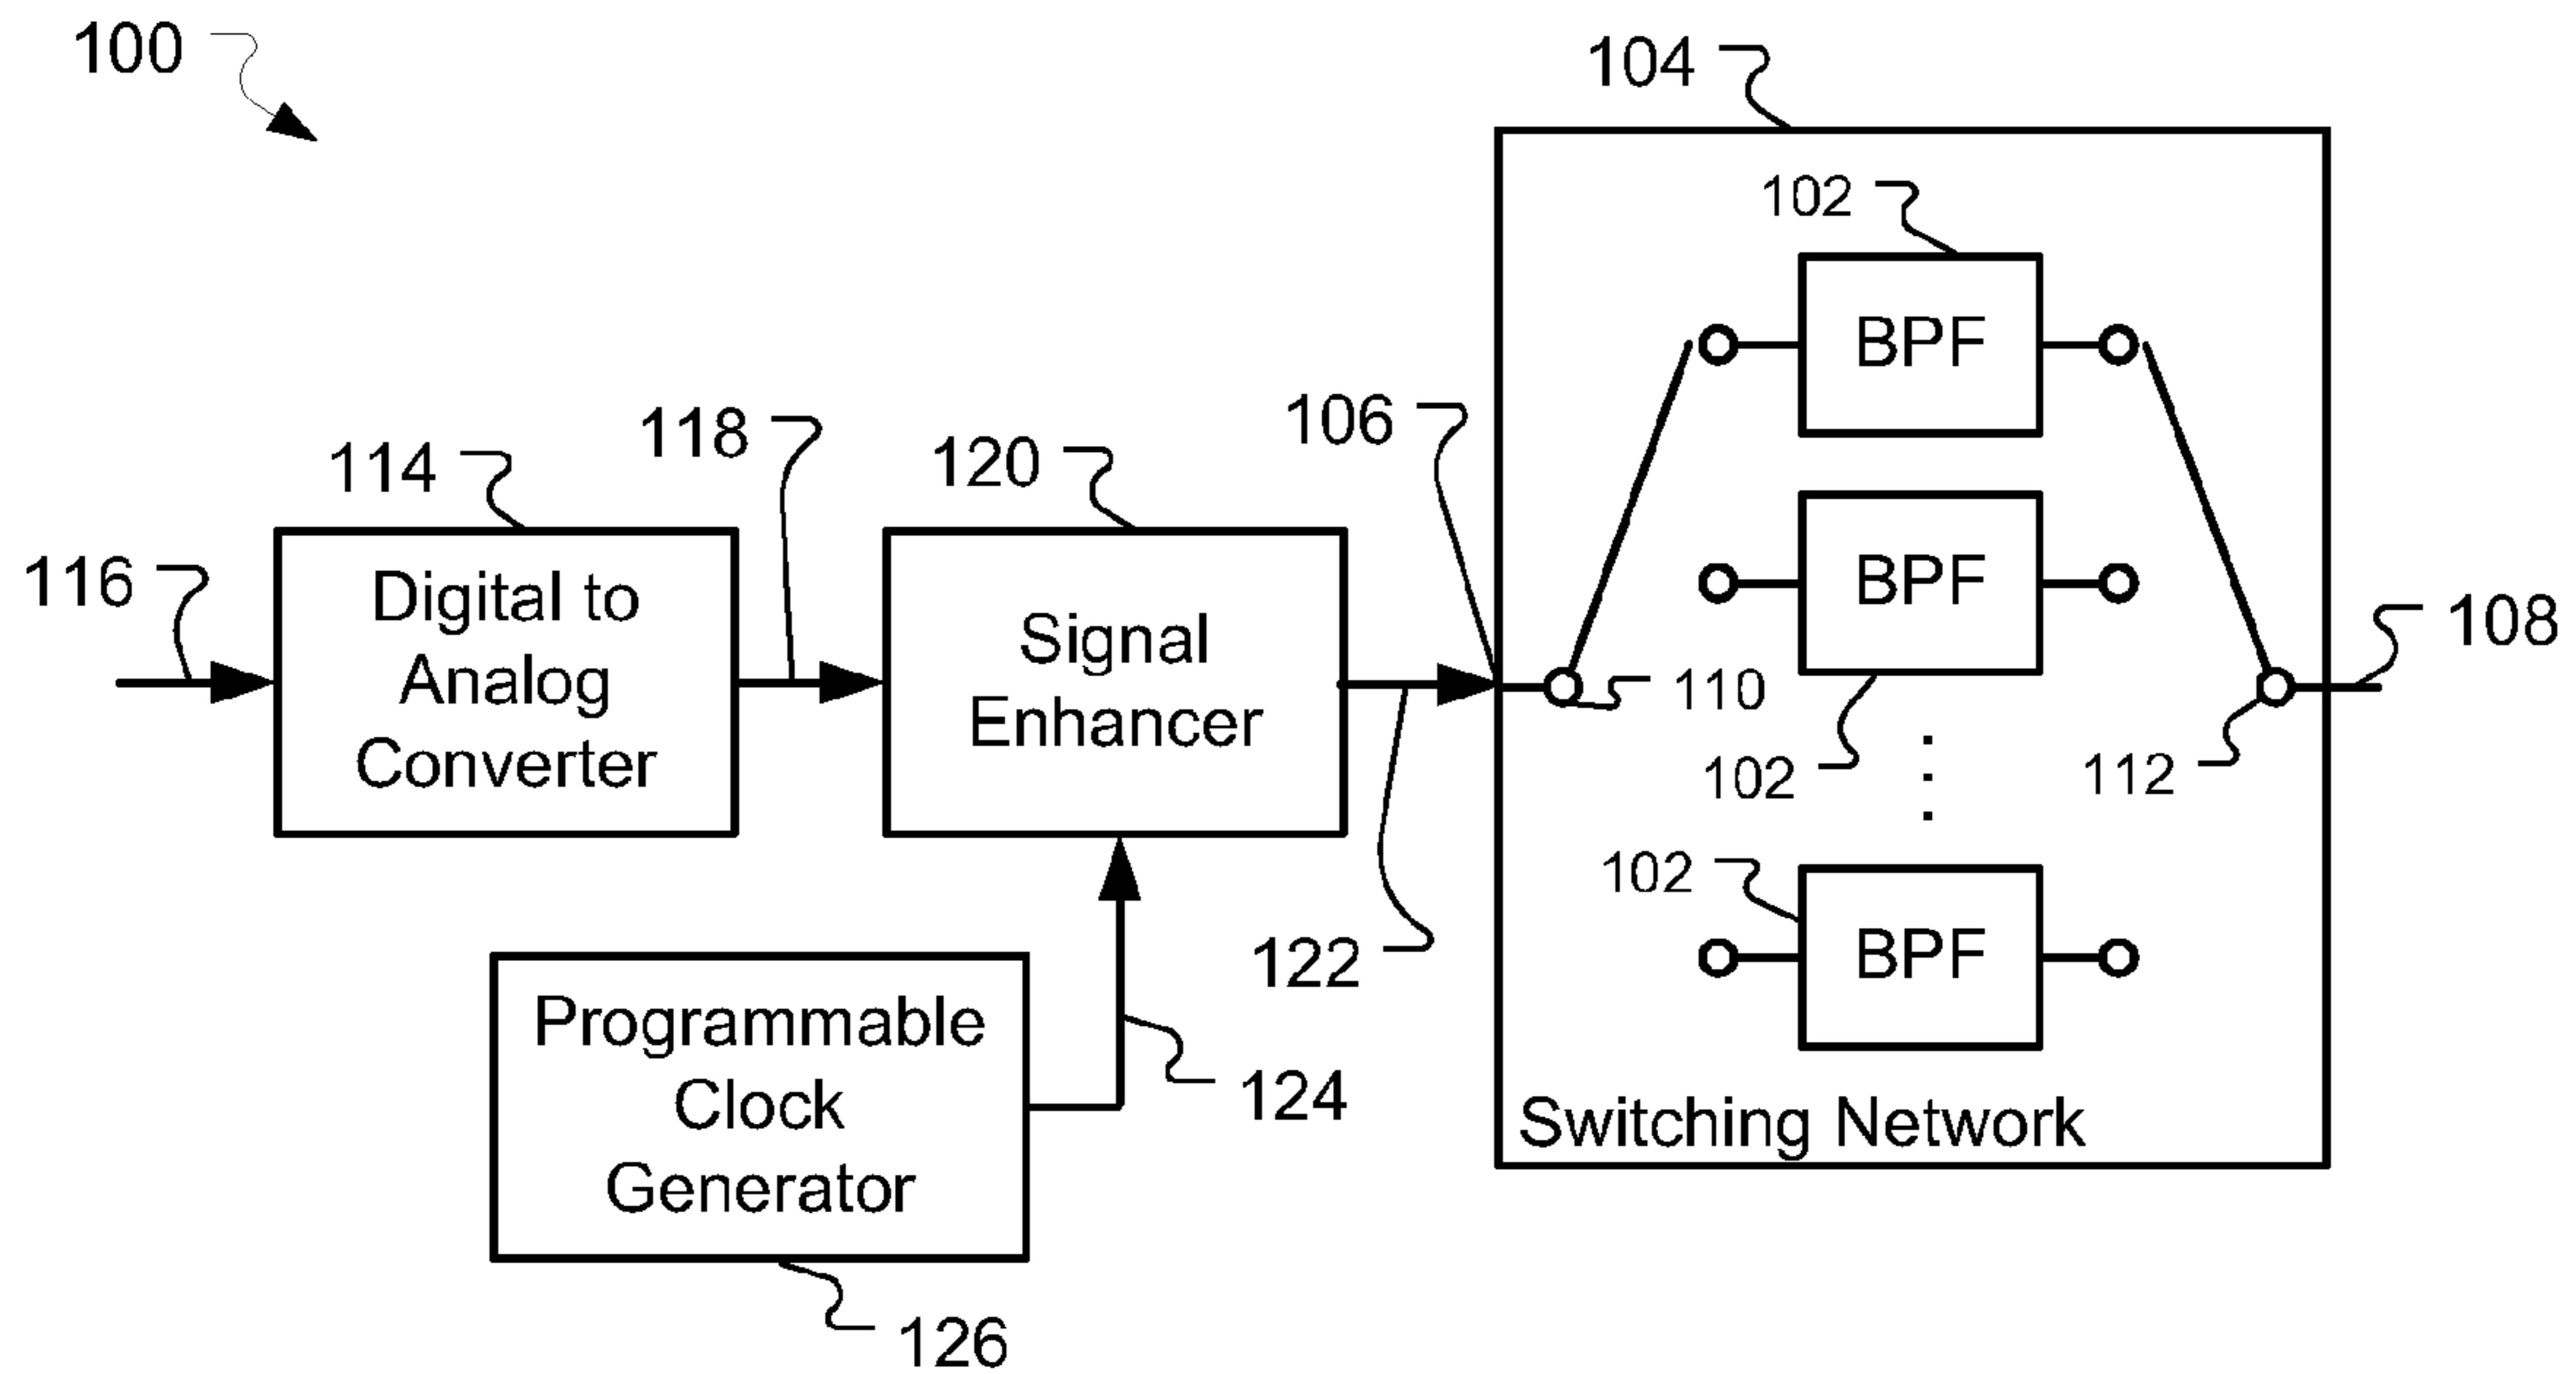 100
104
102
BPF
106
118
120
114
116
Digital to
Analog
Converter
Signal
Enhancer
BPF
108
110
102
112
102
BPF
122
124
Programmable
Clock
Generator
126
Switching Network